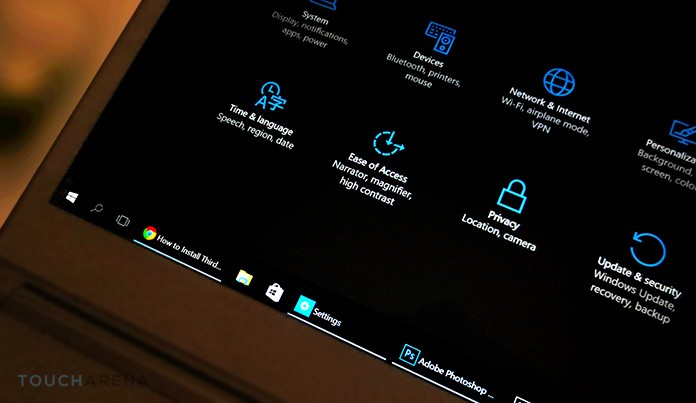 System
Display, notifications,
apps, power
Devices
Bluetooth, printers,
mouse
Network & Internet
Wi-Fi, airplane mode,
VPN
Personaliza
Background,
screen, colo
Time & language
Speech, region, date
Ease of Access
Narrator, magnifier,
high contrast
Privacy
Location, camera
Update & security
Windows Update,
recovery, backup
How to Install Third...
Settings
Ps
Adobe Photoshop ...
TOUCHARENA